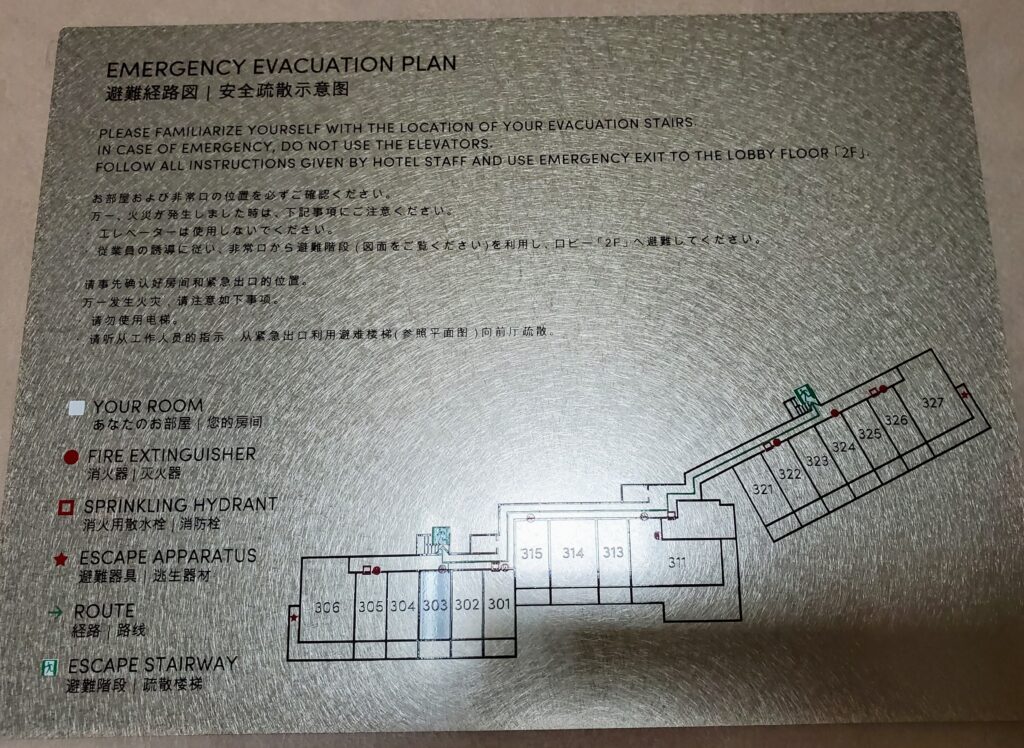 EMERGENCY EVACUATION PLAN
避難経路図 | 安全疏散示意图
PLEASE FAMILIARIZE YOURSELF WITH THE LOCATION OF YOUR EVACUATION STAIRS.
IN CASE OF EMERGENCY, DO NOT USE THE ELEVATORS.
FOLLOW ALL INSTRUCTIONS GIVEN BY HOTEL STAFF AND USE EMERGENCY EXIT TO THE LOBBY FLOOR「2F」.
お部屋および非常口の位置を必ずご確認ください。
万一、火災が発生しました時は、下記事項にご注意ください。
・エレベーターは使用しないでください。
・従業員の誘導に従い、非常口から避難階段(図面をご覧ください)を利用し、ロビー「2F」へ避難してください。
请事先确认好房间和紧急出口的位置。
万一发生火灾，请注意如下事项。
・请勿使用电梯。
・请听从工作人员的指示，从紧急出口利用避难楼梯(参照平面图)向前厅疏散。
YOUR ROOM
あなたのお部屋 | 您的房间
FIRE EXTINGUISHER
消火器 | 灭火器
SPRINKLING HYDRANT
消火用散水栓 | 消防栓
ESCAPE APPARATUS
避難器具 | 逃生器材
ROUTE
経路 | 路线
ESCAPE STAIRWAY
避難階段 | 疏散楼梯
306 305 304 303 302 301
315 314 313 311
321 322 323 324 325 326 327